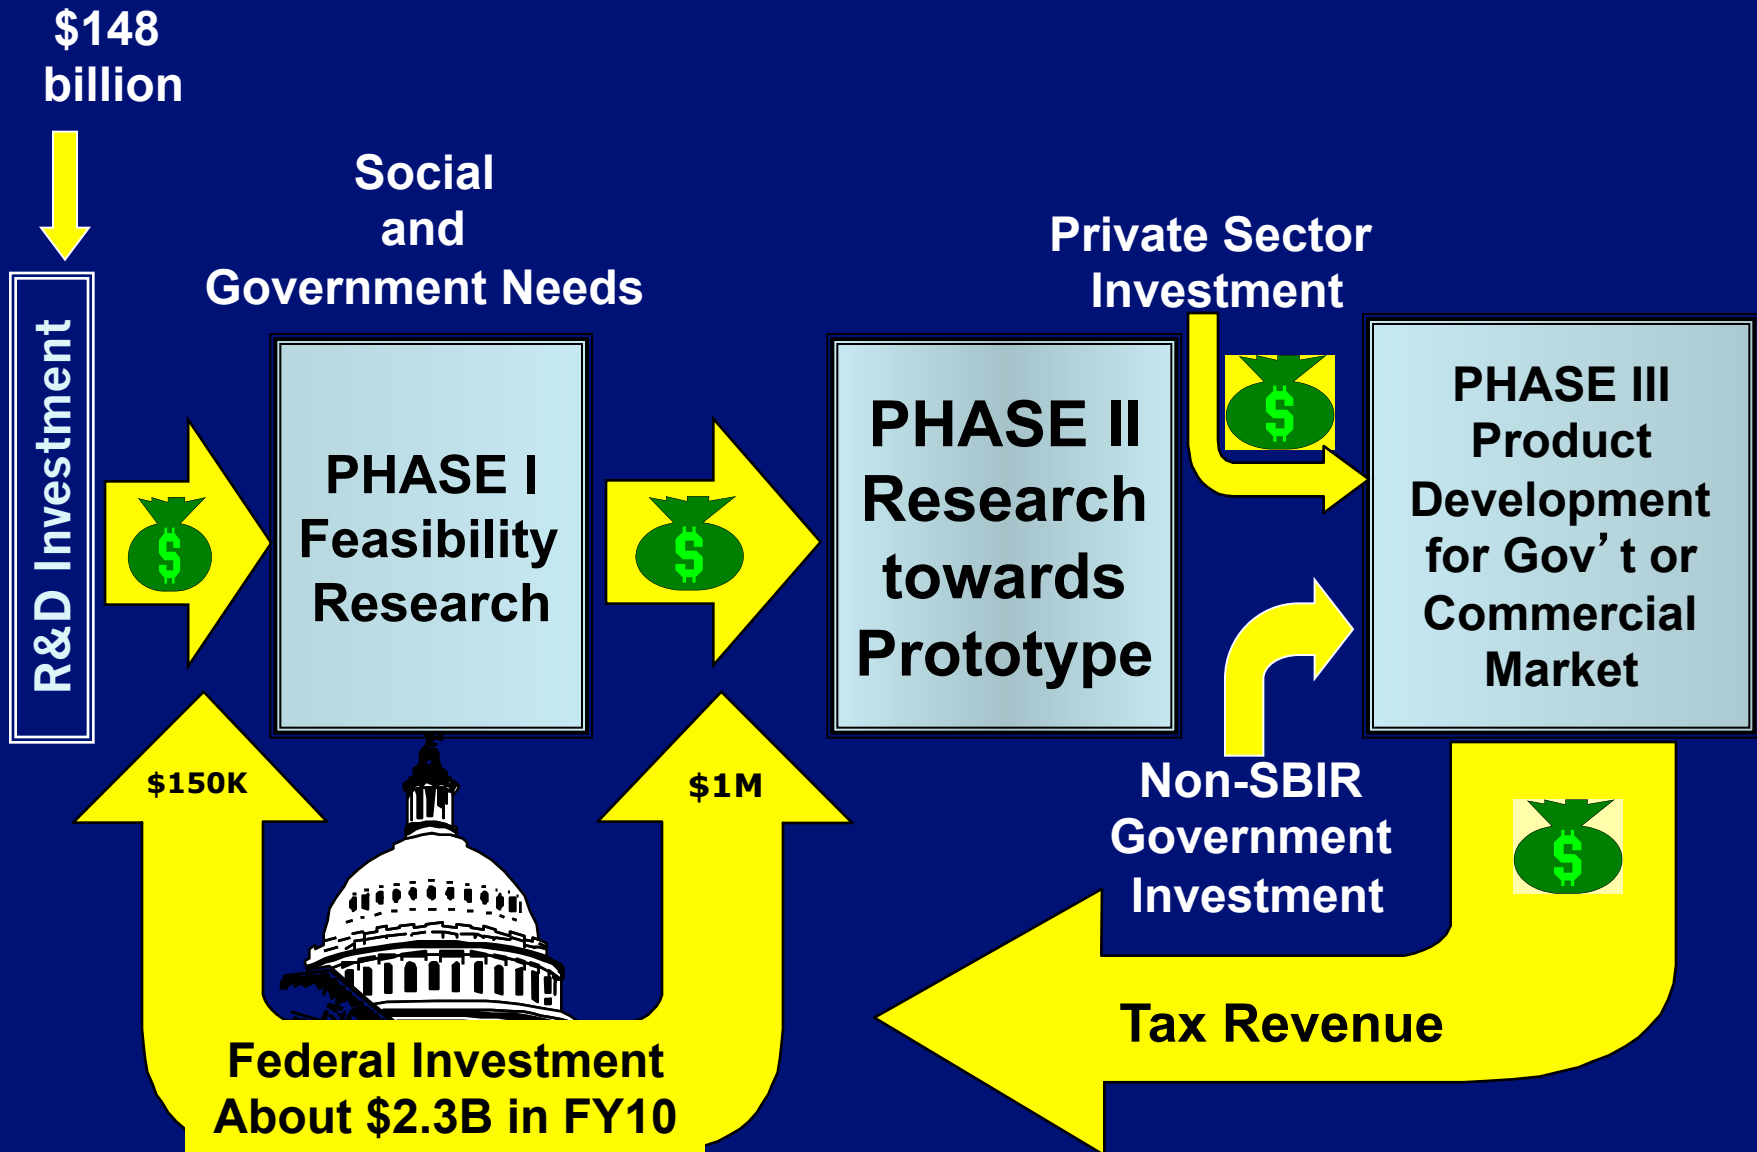 $148
billion
Social
and
Government Needs
Private Sector
Investment
R&D Investment
$
PHASE I
Feasibility
Research
$
PHASE II
Research
towards
Prototype
$
PHASE III
Product
Development
for Gov’ t or
Commercial
Market
$150K
$1M
Non-SBIR
Government
Investment
$
Tax Revenue
Federal Investment
About $2.3B in FY10